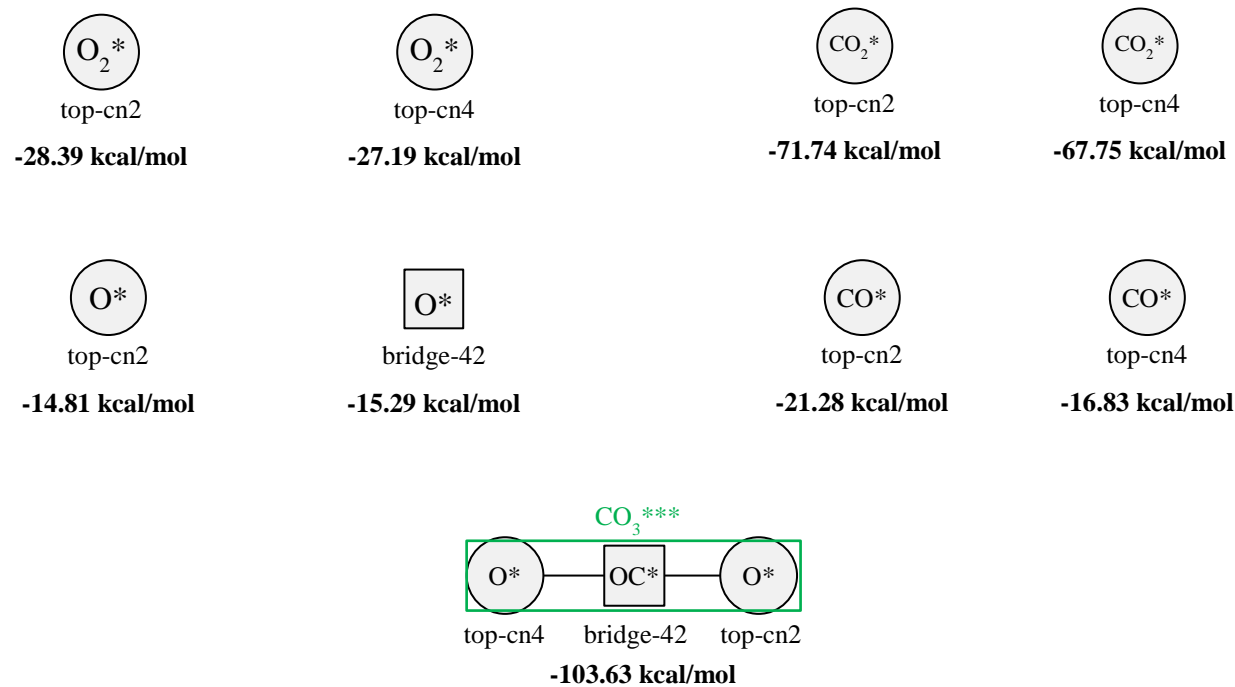 O₂* O₂* CO₂* CO₂*
top-cn2 top-cn4 top-cn2 top-cn4
-28.39 kcal/mol -27.19 kcal/mol -71.74 kcal/mol -67.75 kcal/mol
O* O* CO* CO*
top-cn2 bridge-42 top-cn2 top-cn4
-14.81 kcal/mol -15.29 kcal/mol -21.28 kcal/mol -16.83 kcal/mol
CO₃***
O* OC* O*
top-cn4 bridge-42 top-cn2
-103.63 kcal/mol